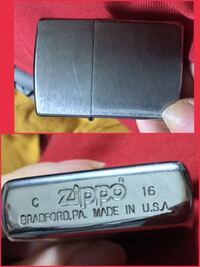 C zippo 16
BRADFORD.PA. MADE IN U.S.A.